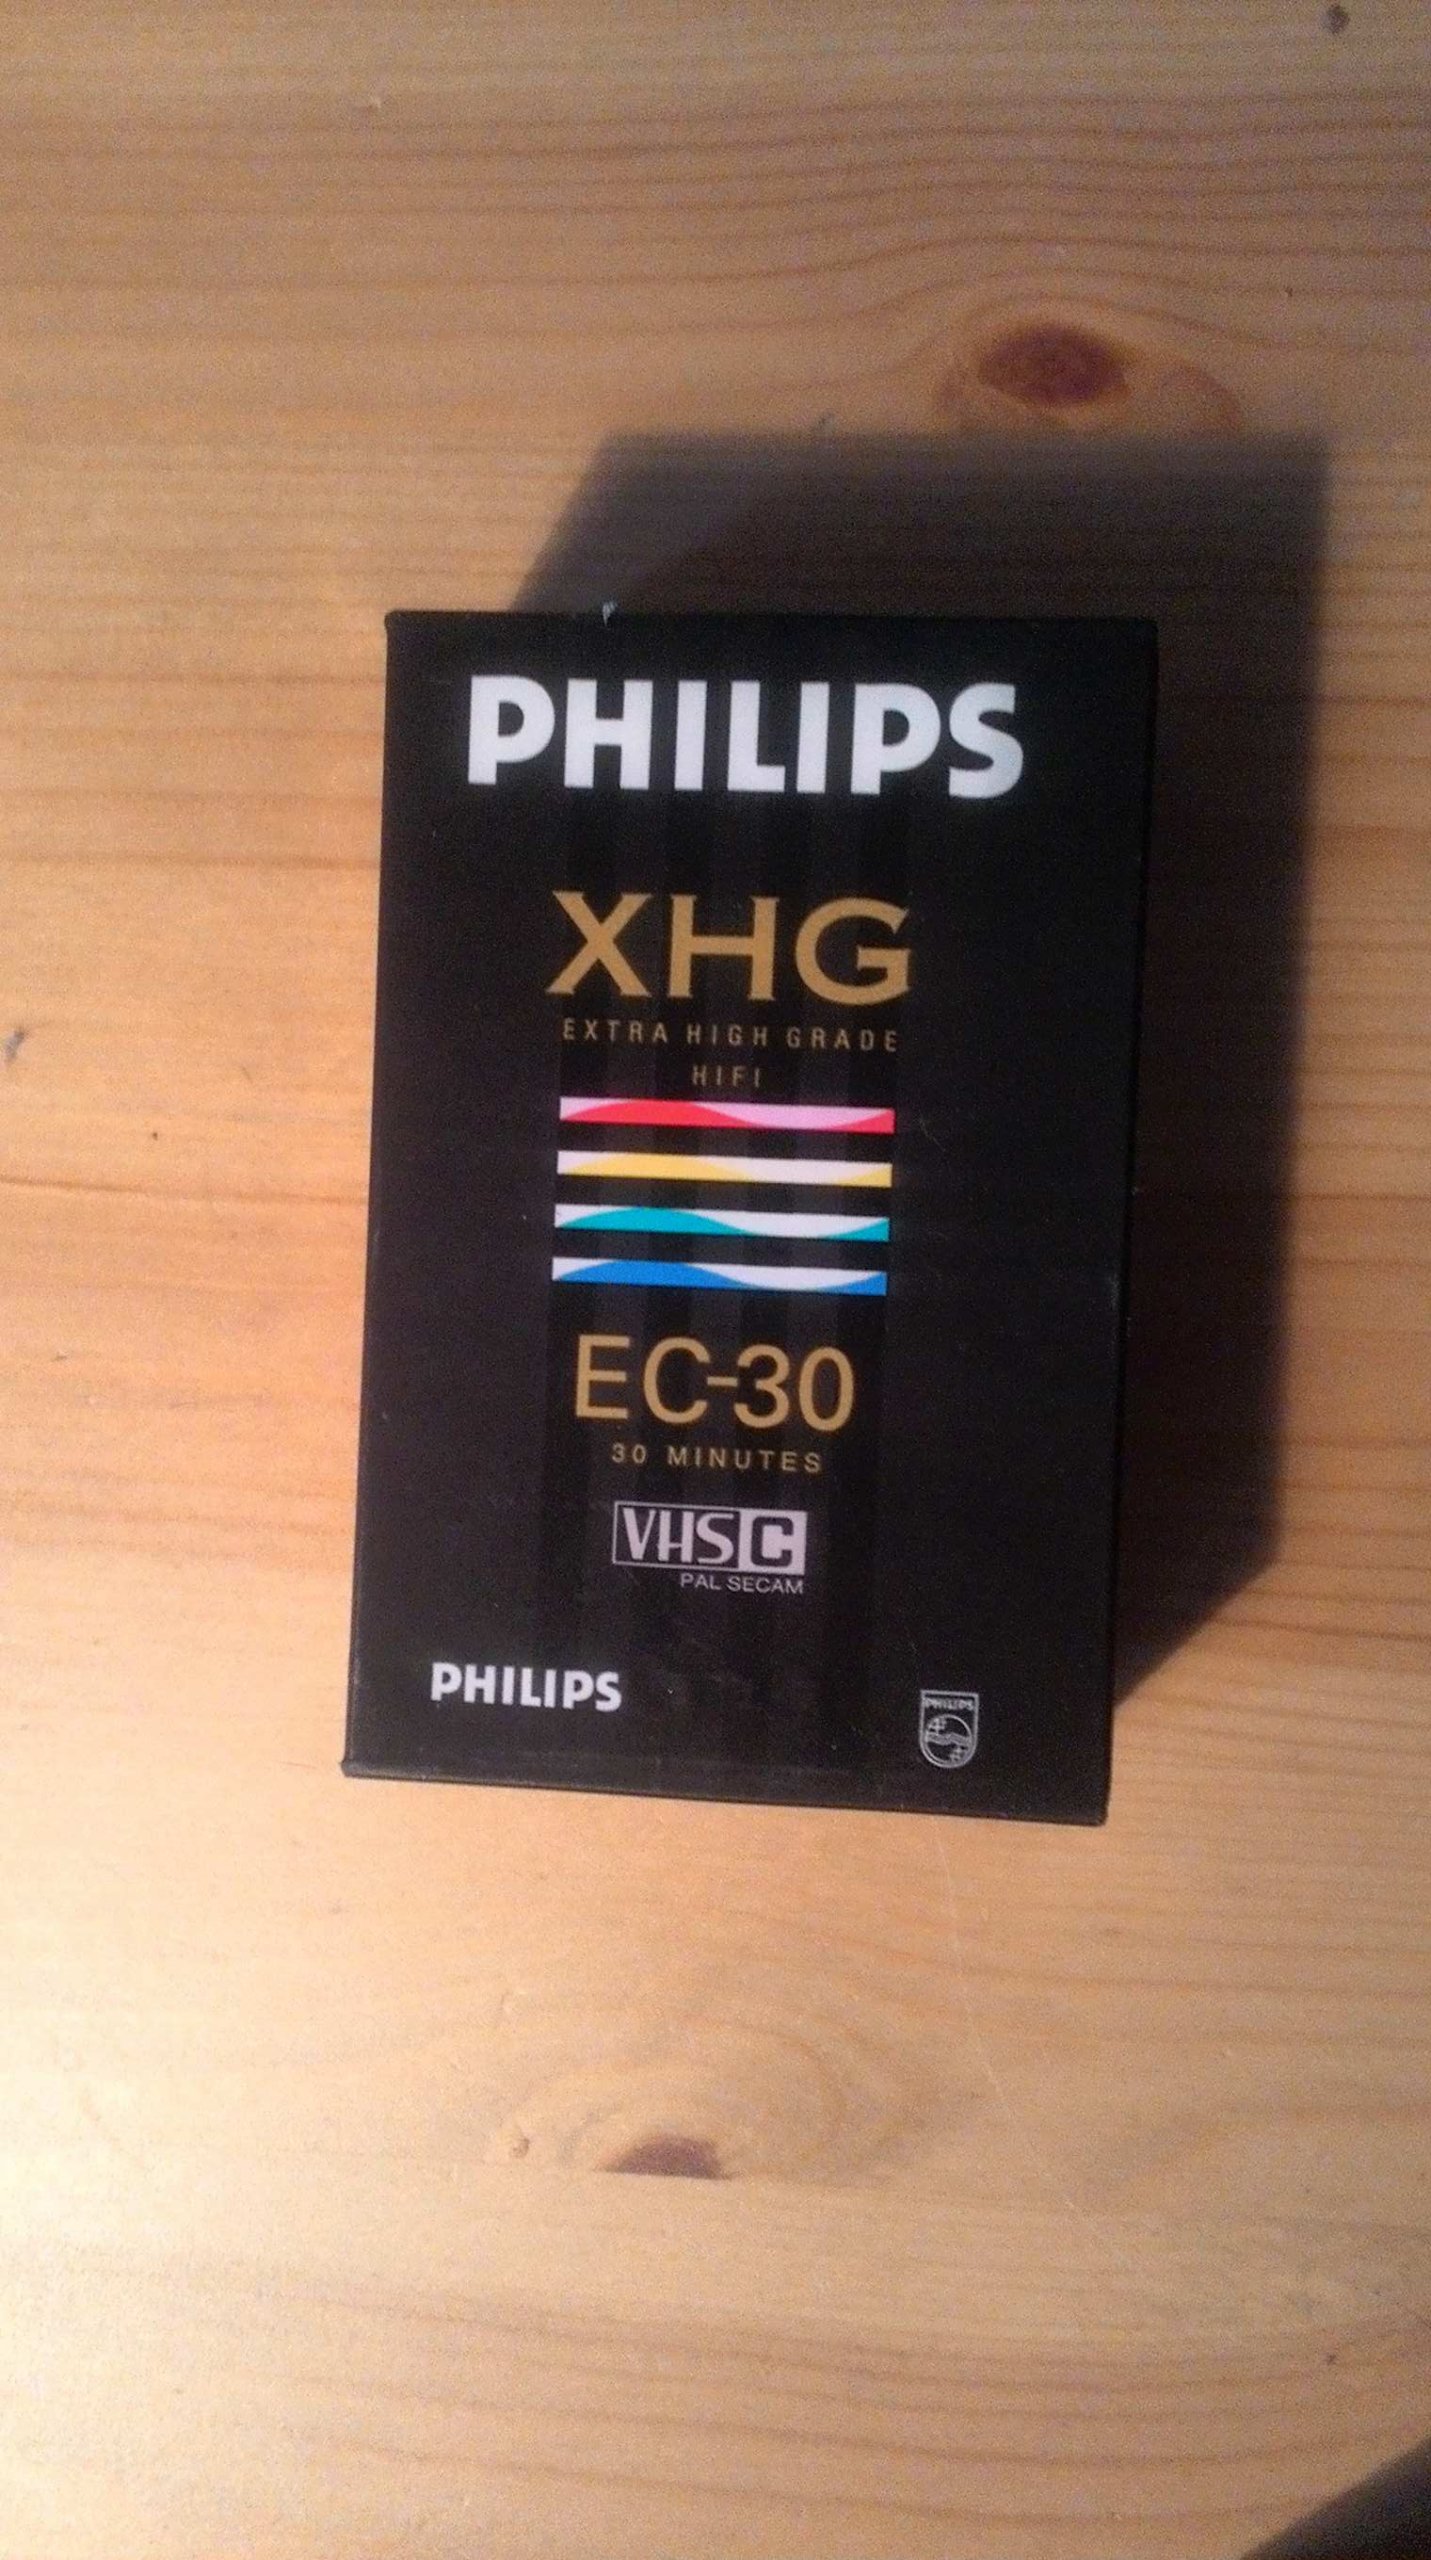 PHILIPS
XHG
EXTRA HIGH GRADE
HIFI
EC-30
30 MINUTES
VHS C
PAL SECAM
PHILIPS
PHILIPS